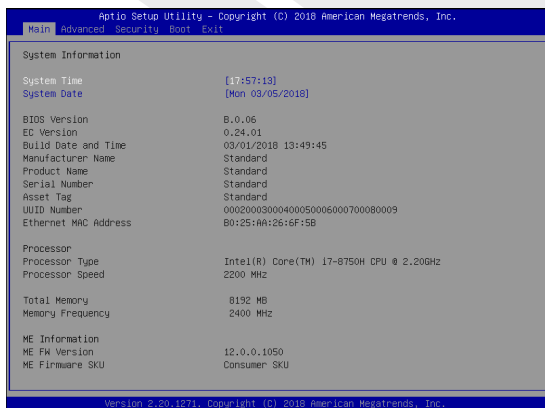 Aptio Setup Utility – Copyright (C) 2018 American Megatrends, Inc.
Main Advanced Security Boot Exit
System Information
System Time [17:57:13]
System Date [Mon 03/05/2018]
BIOS Version B.0.06
EC Version 0.24.01
Build Date and Time 03/01/2018 13:49:45
Manufacturer Name Standard
Product Name Standard
Serial Number Standard
Asset Tag Standard
UUID Number 00020003000400050006000700080009
Ethernet MAC Address B0:25:AA:26:6F:5B
Processor
Processor Type Intel(R) Core(TM) i7-8750H CPU @ 2.20GHz
Processor Speed 2200 MHz
Total Memory 8192 MB
Memory Frequency 2400 MHz
ME Information
ME FW Version 12.0.0.1050
ME Firmware SKU Consumer SKU
Version 2.20.1271. Copyright (C) 2018 American Megatrends, Inc.